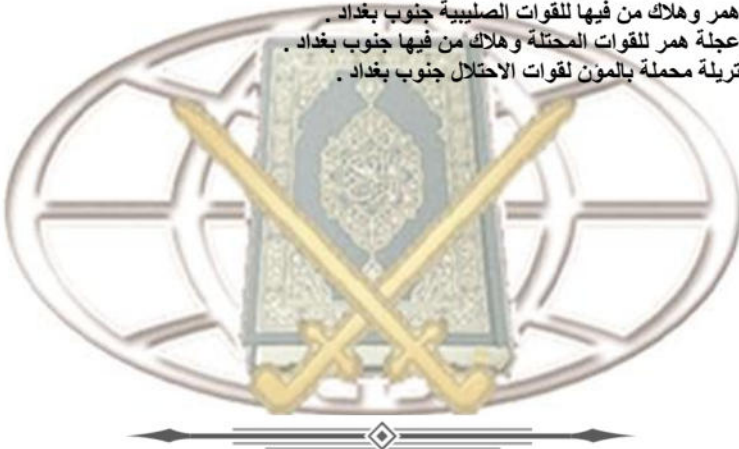 همر وهلاك من فيها للقوات الصليبية جنوب بغداد .
عجلة همر للقوات المحتلة وهلاك من فيها جنوب بغداد .
تريلة محملة بالمؤن لقوات الاحتلال جنوب بغداد .